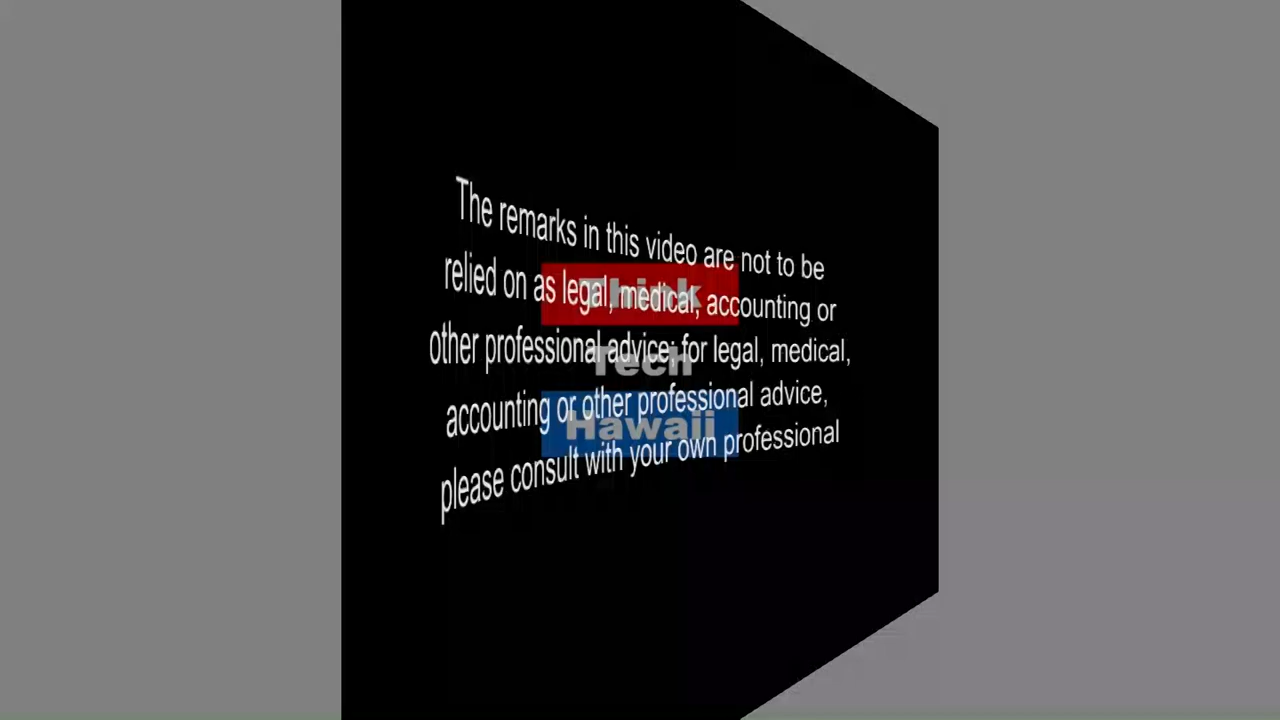 The remarks in this video are not to be
relied on as legal, medical, accounting or
other professional advice; for legal, medical,
accounting or other professional advice,
please consult with your own professional
Think
Tech
Hawaii